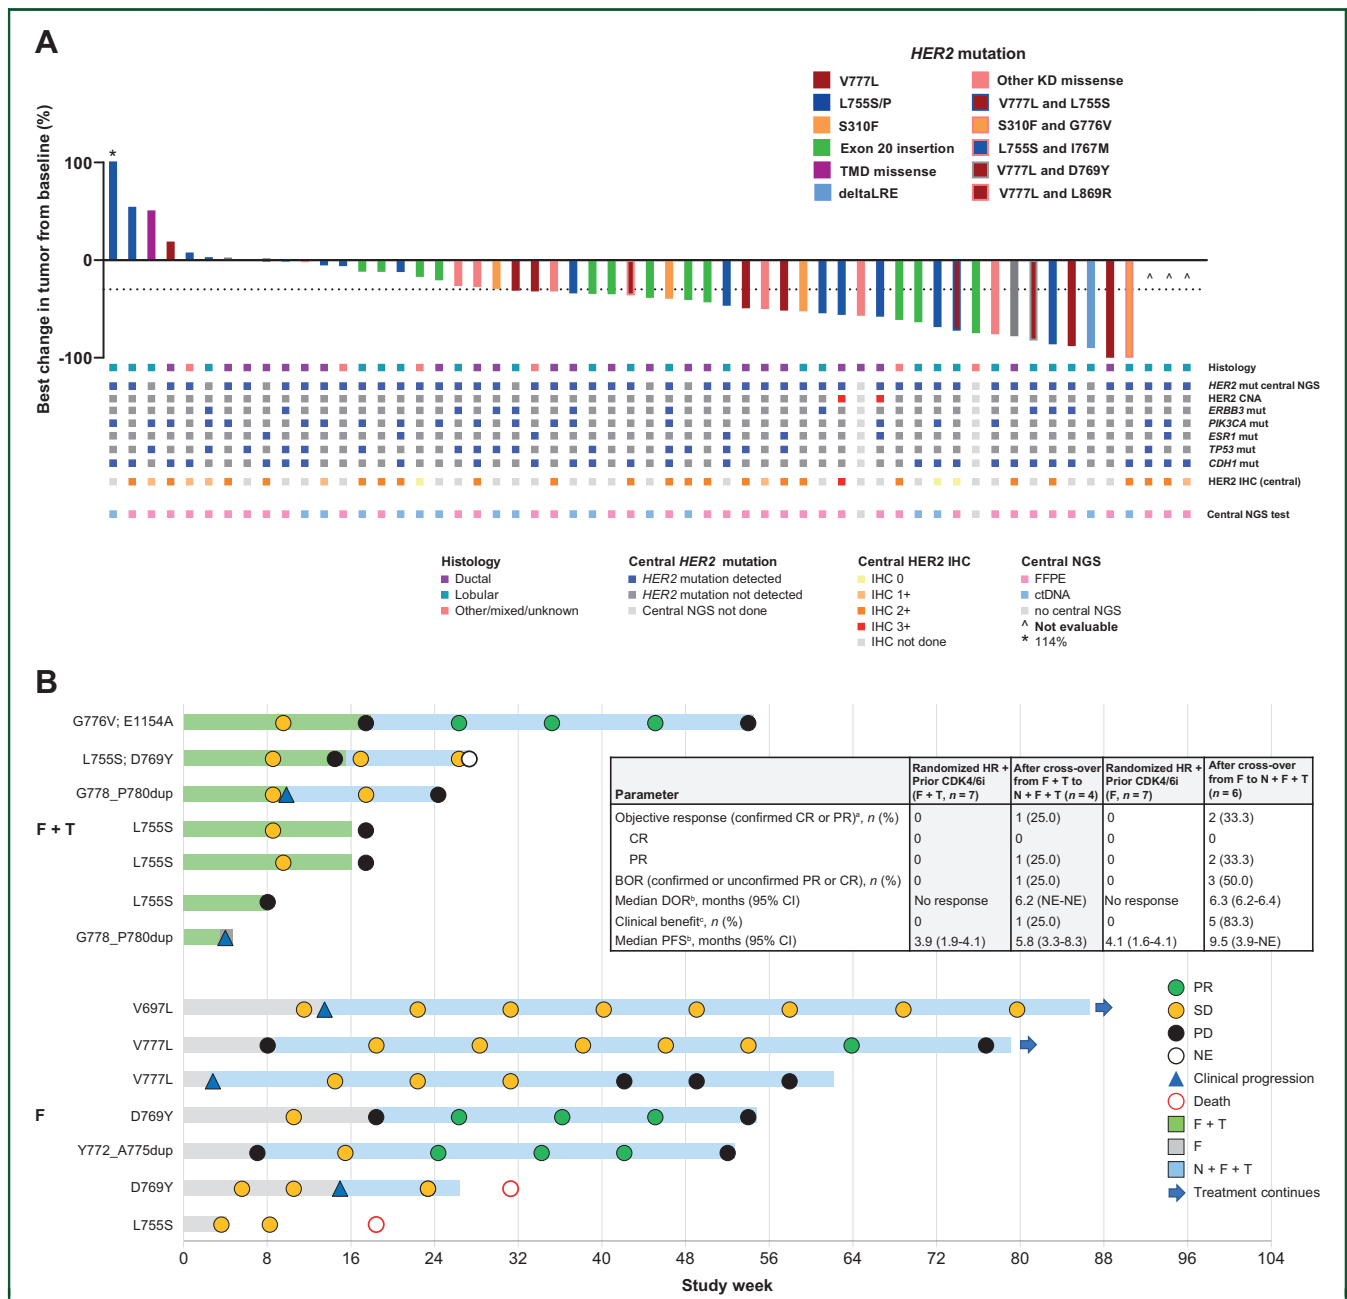 A
HER2 mutation
V777L
Other KD missense
L755S/P
V777L and L755S
S310F
S310F and G776V
Exon 20 insertion
L755S and I767M
TMD missense
V777L and D769Y
deltaLRE
V777L and L869R
Best change in tumor from baseline (%)
100
0
-100
*
^ ^ ^
Histology
HER2 mut central NGS
HER2 CNA
ERBB3 mut
PIK3CA mut
ESR1 mut
TP53 mut
CDH1 mut
HER2 IHC (central)
Central NGS test
Histology
Ductal
Lobular
Other/mixed/unknown
Central HER2 mutation
HER2 mutation detected
HER2 mutation not detected
Central NGS not done
Central HER2 IHC
IHC 0
IHC 1+
IHC 2+
IHC 3+
IHC not done
Central NGS
FFPE
ctDNA
no central NGS
^ Not evaluable
* 114%
B
F + T
G776V; E1154A
L755S; D769Y
G778_P780dup
L755S
L755S
L755S
G778_P780dup
F
V697L
V777L
V777L
D769Y
Y772_A775dup
D769Y
L755S
Parameter
Randomized HR + Prior CDK4/6i (F + T, n = 7)
After cross-over from F + T to N + F + T (n = 4)
Randomized HR + Prior CDK4/6i (F, n = 7)
After cross-over from F to N + F + T (n = 6)
Objective response (confirmed CR or PR)ᵃ, n (%) 0 1 (25.0) 0 2 (33.3)
CR 0 0 0 0
PR 0 1 (25.0) 0 2 (33.3)
BOR (confirmed or unconfirmed PR or CR), n (%) 0 1 (25.0) 0 3 (50.0)
Median DORᵇ, months (95% CI) No response 6.2 (NE-NE) No response 6.3 (6.2-6.4)
Clinical benefitᶜ, n (%) 0 1 (25.0) 0 5 (83.3)
Median PFSᵇ, months (95% CI) 3.9 (1.9-4.1) 5.8 (3.3-8.3) 4.1 (1.6-4.1) 9.5 (3.9-NE)
PR
SD
PD
NE
Clinical progression
Death
F + T
F
N + F + T
Treatment continues
0 8 16 24 32 40 48 56 64 72 80 88 96 104
Study week